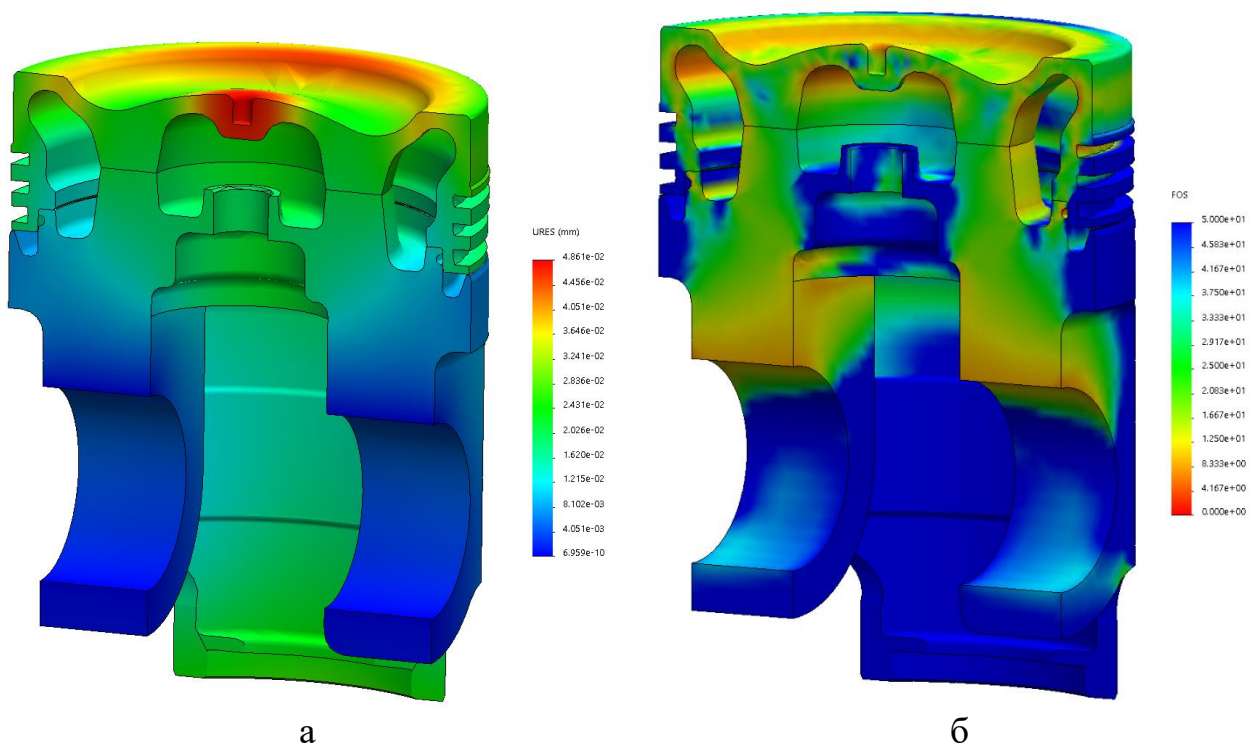 URES (mm)
4.861e-02
4.456e-02
4.051e-02
3.646e-02
3.241e-02
2.836e-02
2.431e-02
2.026e-02
1.620e-02
1.215e-02
8.102e-03
4.051e-03
6.959e-10
а
FOS
5.000e+01
4.583e+01
4.167e+01
3.750e+01
3.333e+01
2.917e+01
2.500e+01
2.083e+01
1.667e+01
1.250e+01
8.333e+00
4.167e+00
0.000e+00
б